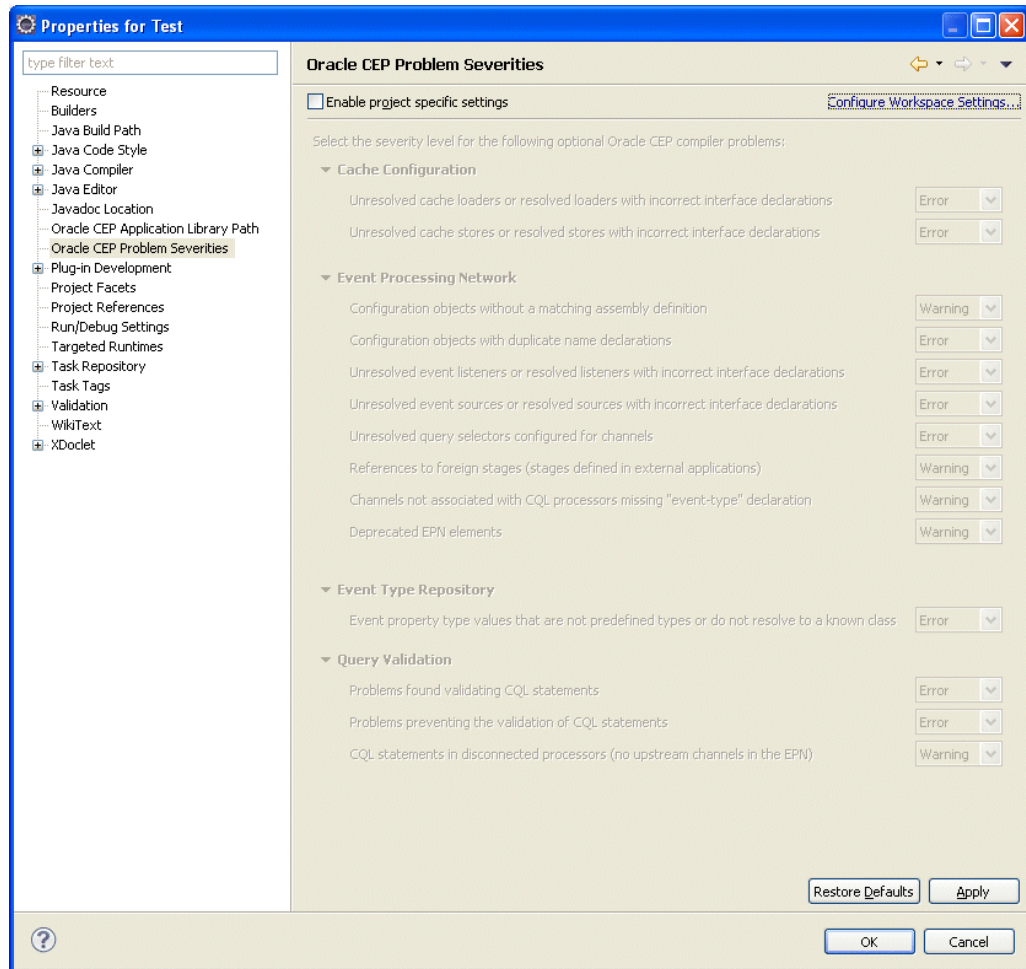 Properties for Test
type filter text
Resource
Builders
Java Build Path
Java Code Style
Java Compiler
Java Editor
Javadoc Location
Oracle CEP Application Library Path
Oracle CEP Problem Severities
Plug-in Development
Project Facets
Project References
Run/Debug Settings
Targeted Runtimes
Task Repository
Task Tags
Validation
WikiText
XDoclet
Oracle CEP Problem Severities
Enable project specific settings
Configure Workspace Settings...
Select the severity level for the following optional Oracle CEP compiler problems:
Cache Configuration
Unresolved cache loaders or resolved loaders with incorrect interface declarations Error
Unresolved cache stores or resolved stores with incorrect interface declarations Error
Event Processing Network
Configuration objects without a matching assembly definition Warning
Configuration objects with duplicate name declarations Error
Unresolved event listeners or resolved listeners with incorrect interface declarations Error
Unresolved event sources or resolved sources with incorrect interface declarations Error
Unresolved query selectors configured for channels Error
References to foreign stages (stages defined in external applications) Warning
Channels not associated with CQL processors missing "event-type" declaration Warning
Deprecated EPN elements Warning
Event Type Repository
Event property type values that are not predefined types or do not resolve to a known class Error
Query Validation
Problems found validating CQL statements Error
Problems preventing the validation of CQL statements Error
CQL statements in disconnected processors (no upstream channels in the EPN) Warning
Restore Defaults Apply
? OK Cancel